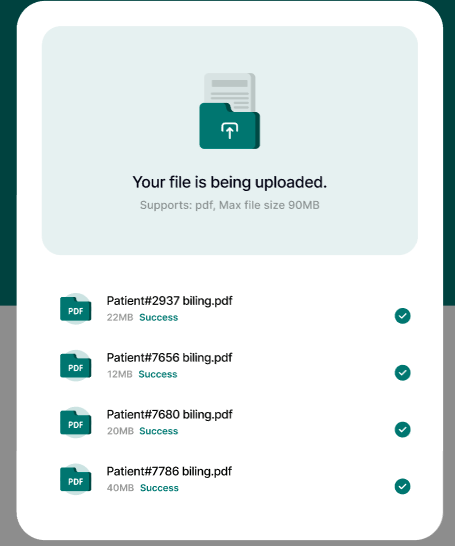 Your file is being uploaded.
Supports: pdf, Max file size 90MB
PDF
Patient#2937 biling.pdf
22MB Success
PDF
Patient#7656 biling.pdf
12MB Success
PDF
Patient#7680 biling.pdf
20MB Success
PDF
Patient#7786 biling.pdf
40MB Success